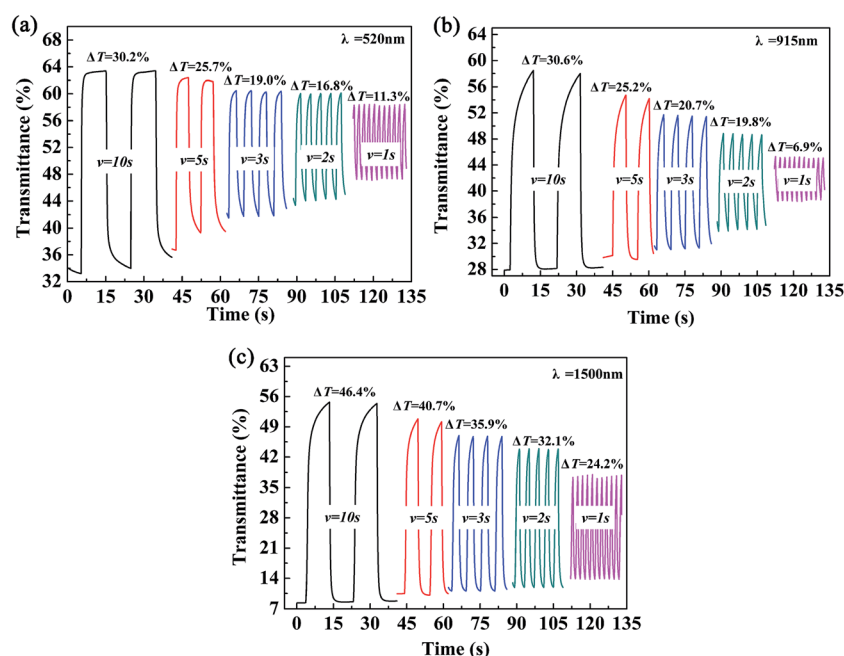 (a)
λ =520nm
ΔT=30.2%
ΔT=25.7%
ΔT=19.0%
ΔT=16.8%
ΔT=11.3%
v=10s
v=5s
v=3s
v=2s
v=1s
Transmittance (%)
68
64
60
56
52
48
44
40
36
32
0 15 30 45 60 75 90 105 120 135
Time (s)
(b)
λ =915nm
ΔT=30.6%
ΔT=25.2%
ΔT=20.7%
ΔT=19.8%
ΔT=6.9%
v=10s
v=5s
v=3s
v=2s
v=1s
Transmittance (%)
64
60
56
52
48
44
40
36
32
28
0 15 30 45 60 75 90 105 120 135
Time (s)
(c)
λ =1500nm
ΔT=46.4%
ΔT=40.7%
ΔT=35.9%
ΔT=32.1%
ΔT=24.2%
v=10s
v=5s
v=3s
v=2s
v=1s
Transmittance (%)
63
56
49
42
35
28
21
14
7
0 15 30 45 60 75 90 105 120 135
Time (s)